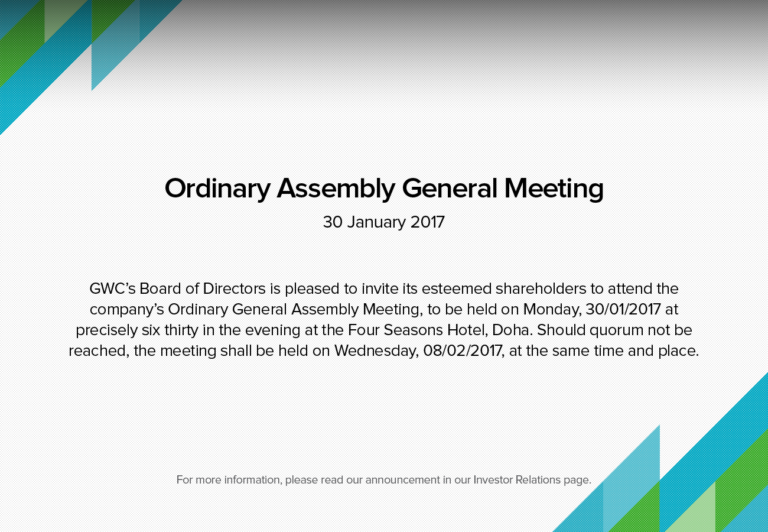 Ordinary Assembly General Meeting
30 January 2017
GWC’s Board of Directors is pleased to invite its esteemed shareholders to attend the
company’s Ordinary General Assembly Meeting, to be held on Monday, 30/01/2017 at
precisely six thirty in the evening at the Four Seasons Hotel, Doha. Should quorum not be
reached, the meeting shall be held on Wednesday, 08/02/2017, at the same time and place.
For more information, please read our announcement in our Investor Relations page.